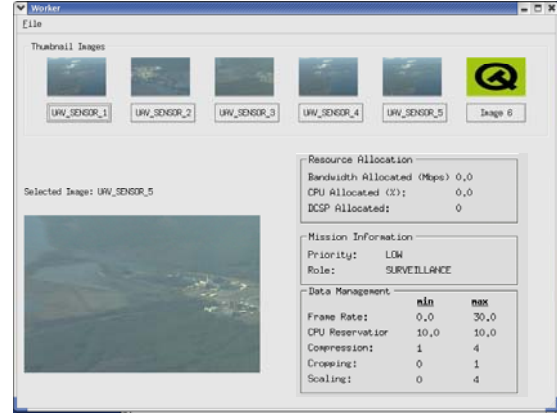 Worker
File
Thumbnail Images
UAV_SENSOR_1 UAV_SENSOR_2 UAV_SENSOR_3 UAV_SENSOR_4 UAV_SENSOR_5 Image 6
Selected Image: UAV_SENSOR_5
Resource Allocation
Bandwidth Allocated (Mbps) 0.0
CPU Allocated (%): 0.0
DCSP Allocated: 0
Mission Information
Priority: LOW
Role: SURVEILLANCE
Data Management
min max
Frame Rate: 0.0 30.0
CPU Reservatior 10.0 10.0
Compression: 1 4
Cropping: 0 1
Scaling: 0 4